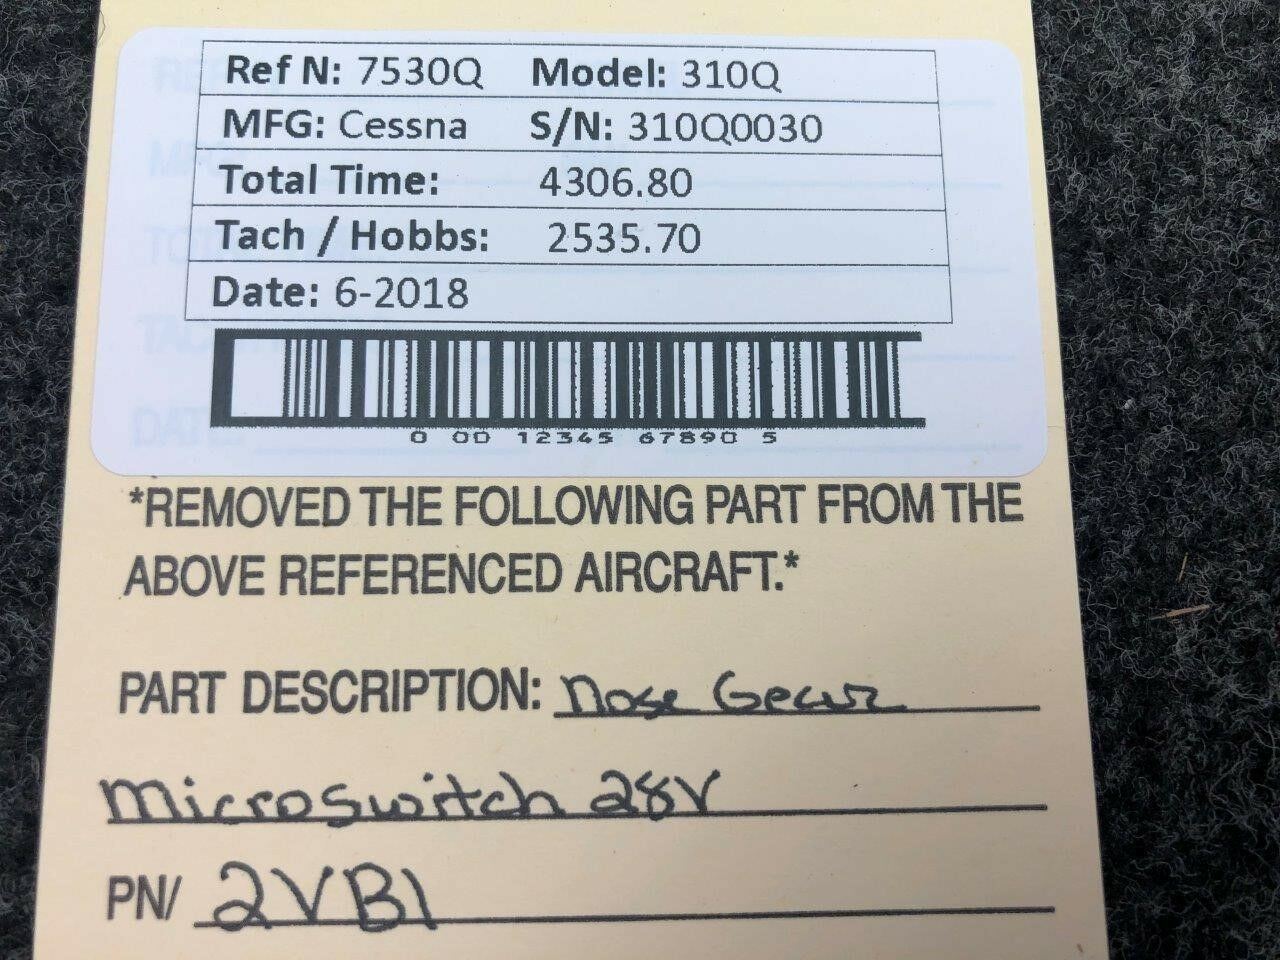 Ref N: 7530Q Model: 310Q
MFG: Cessna S/N: 310Q0030
Total Time: 4306.80
Tach / Hobbs: 2535.70
Date: 6-2018
0 00 12345 67890 5
*REMOVED THE FOLLOWING PART FROM THE
ABOVE REFERENCED AIRCRAFT.*
PART DESCRIPTION: Nose Gear
Microswitch 28V
PN/ 2VB1